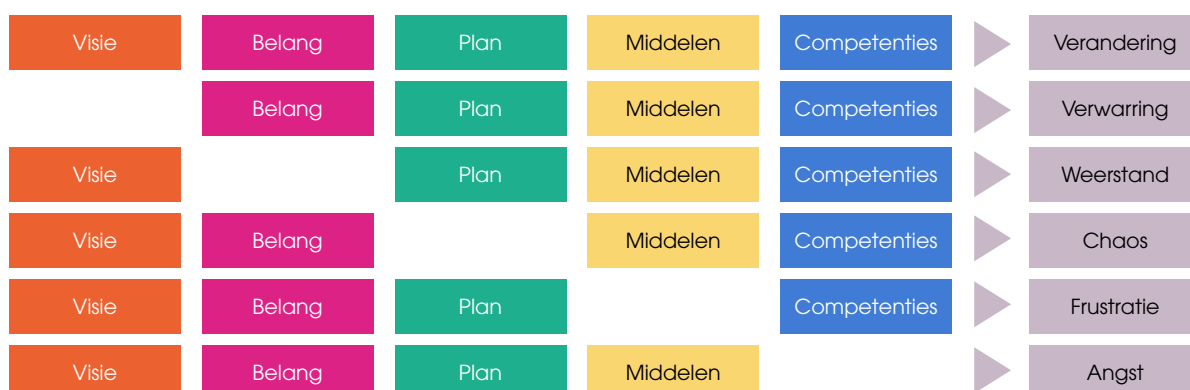 Visie Belang Plan Middelen Competenties Verandering
Belang Plan Middelen Competenties Verwarring
Visie Plan Middelen Competenties Weerstand
Visie Belang Middelen Competenties Chaos
Visie Belang Plan Competenties Frustratie
Visie Belang Plan Middelen Angst